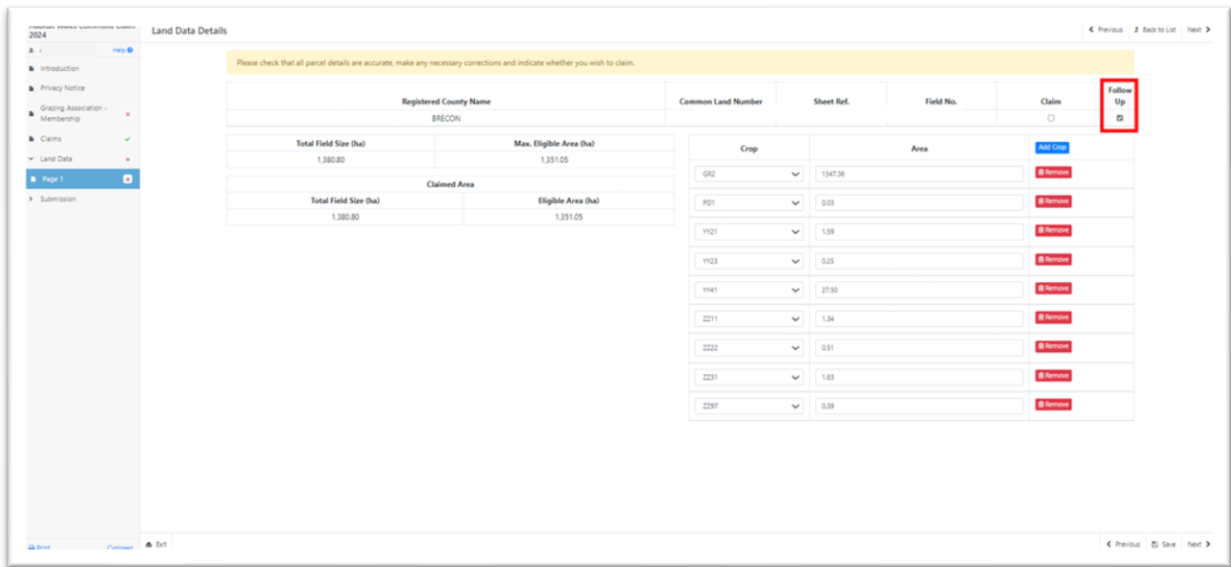 2024
Land Data Details
Previous
Back to List
Next
Help
Introduction
Please check that all parcel details are accurate, make any necessary corrections and indicate whether you wish to claim.
Privacy Notice
Grazing Association -
Membership
Claims
Land Data
Page 1
Submission
Registered County Name Common Land Number Sheet Ref. Field No. Claim Follow
Up
BRECON
Total Field Size (ha) Max. Eligible Area (ha)
1,380.80 1,351.05
Claimed Area
Total Field Size (ha) Eligible Area (ha)
1,380.80 1,351.05
Crop Area Add Crop
GR2 1347.36 Remove
PD1 0.03 Remove
YY21 1.59 Remove
YY23 0.25 Remove
YY41 27.50 Remove
ZZ11 1.34 Remove
ZZ22 0.51 Remove
ZZ31 1.83 Remove
ZZ97 0.39 Remove
Print
Exit
Previous
Save
Next